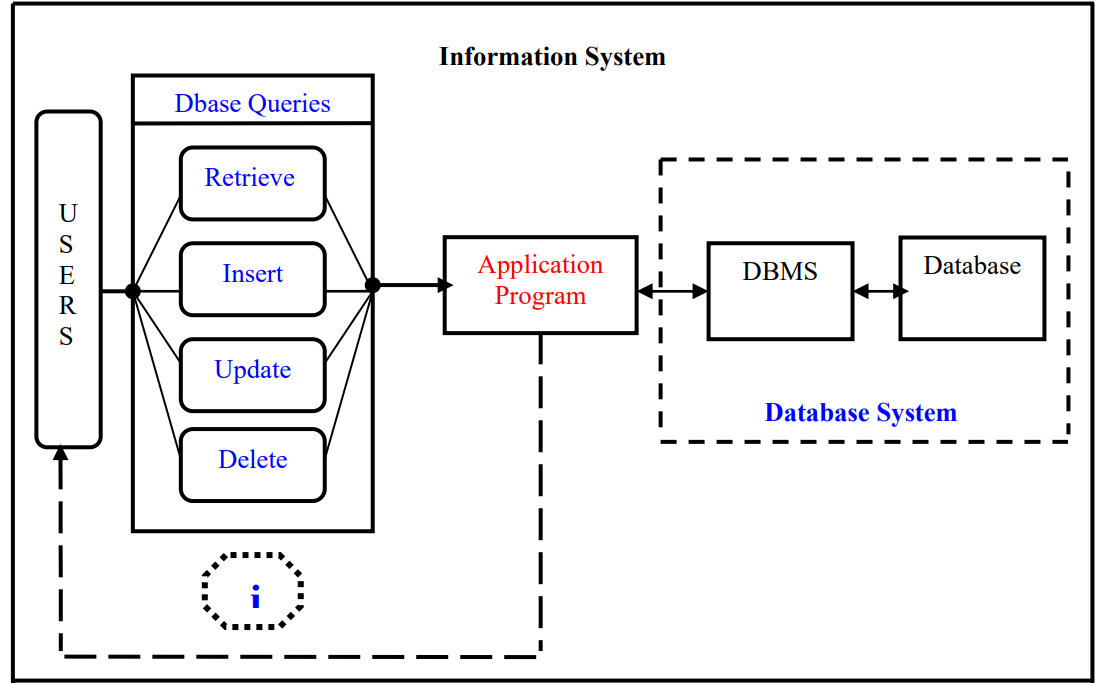 Information System
Dbase Queries
U
S
E
R
S
Retrieve
Insert
Update
Delete
Application
Program
DBMS
Database
Database System
i